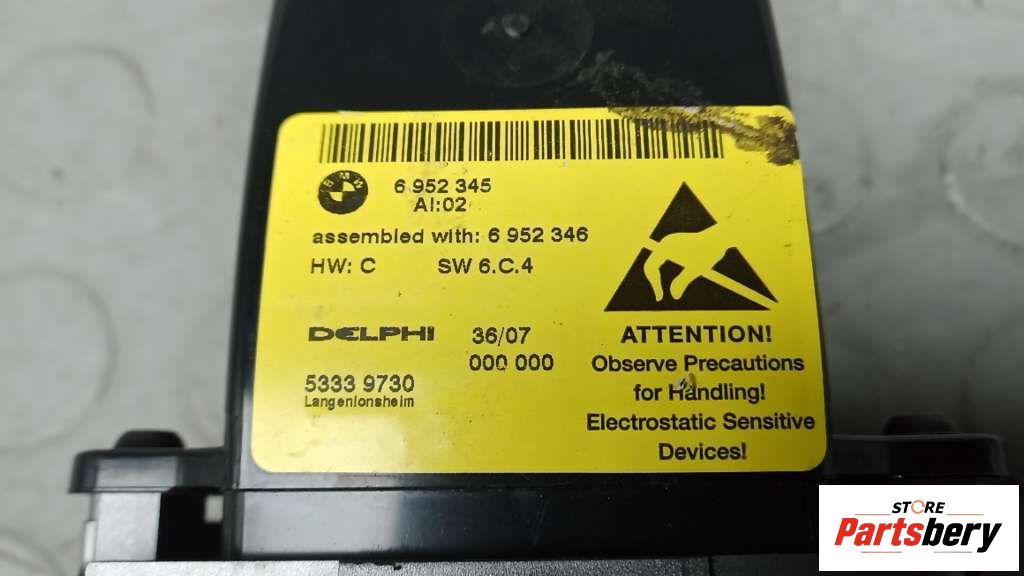 BMW
6 952 345
AI:02
assembled with: 6 952 346
HW: C SW 6.C.4
DELPHI 36/07
000 000
5333 9730
Langenlonsheim
ATTENTION!
Observe Precautions
for Handling!
Electrostatic Sensitive
Devices!
STORE
Partsbery